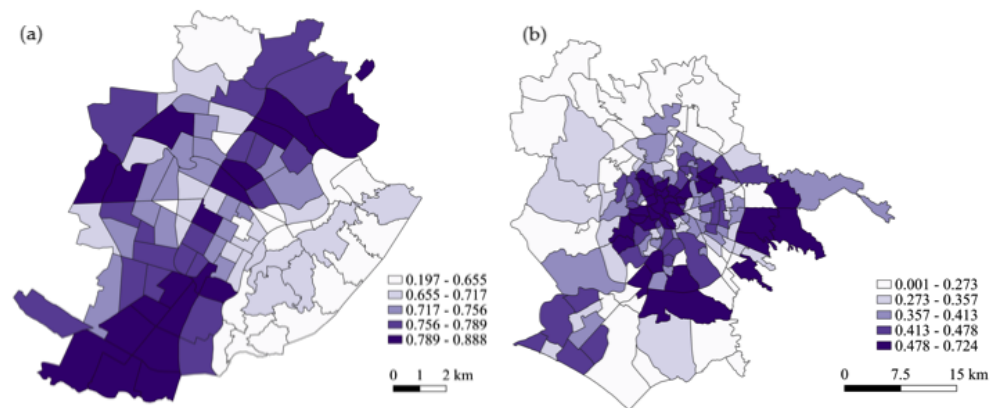 (a)
0.197 - 0.655
0.655 - 0.717
0.717 - 0.756
0.756 - 0.789
0.789 - 0.888
0 1 2 km
(b)
0.001 - 0.273
0.273 - 0.357
0.357 - 0.413
0.413 - 0.478
0.478 - 0.724
0 7.5 15 km